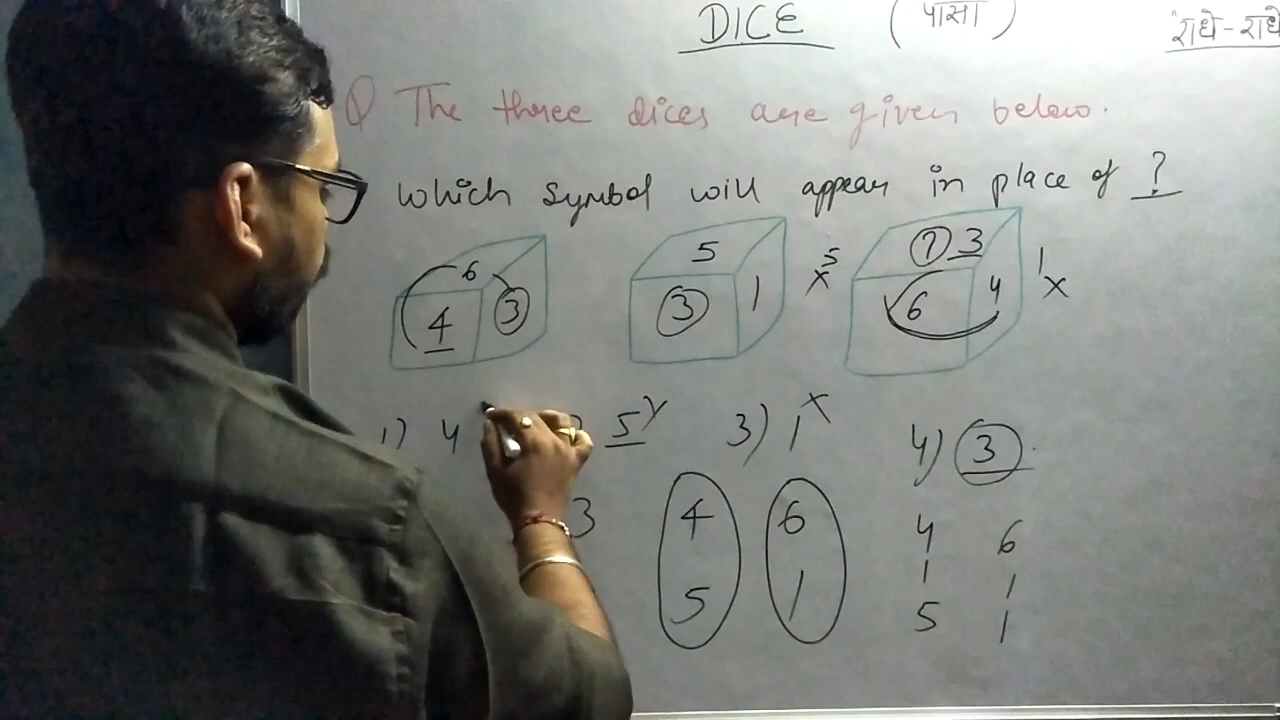 DICE (पासा) राधे-राधे
Q The three dices are given below.
Which Symbol will appear in place of ?
6 4 3
5 3 1 5 x
? 3 6 4 1 x
1) 4 5 3) 1 x 4) 3
3 4 6 4 6
5 1 1 1
5 1